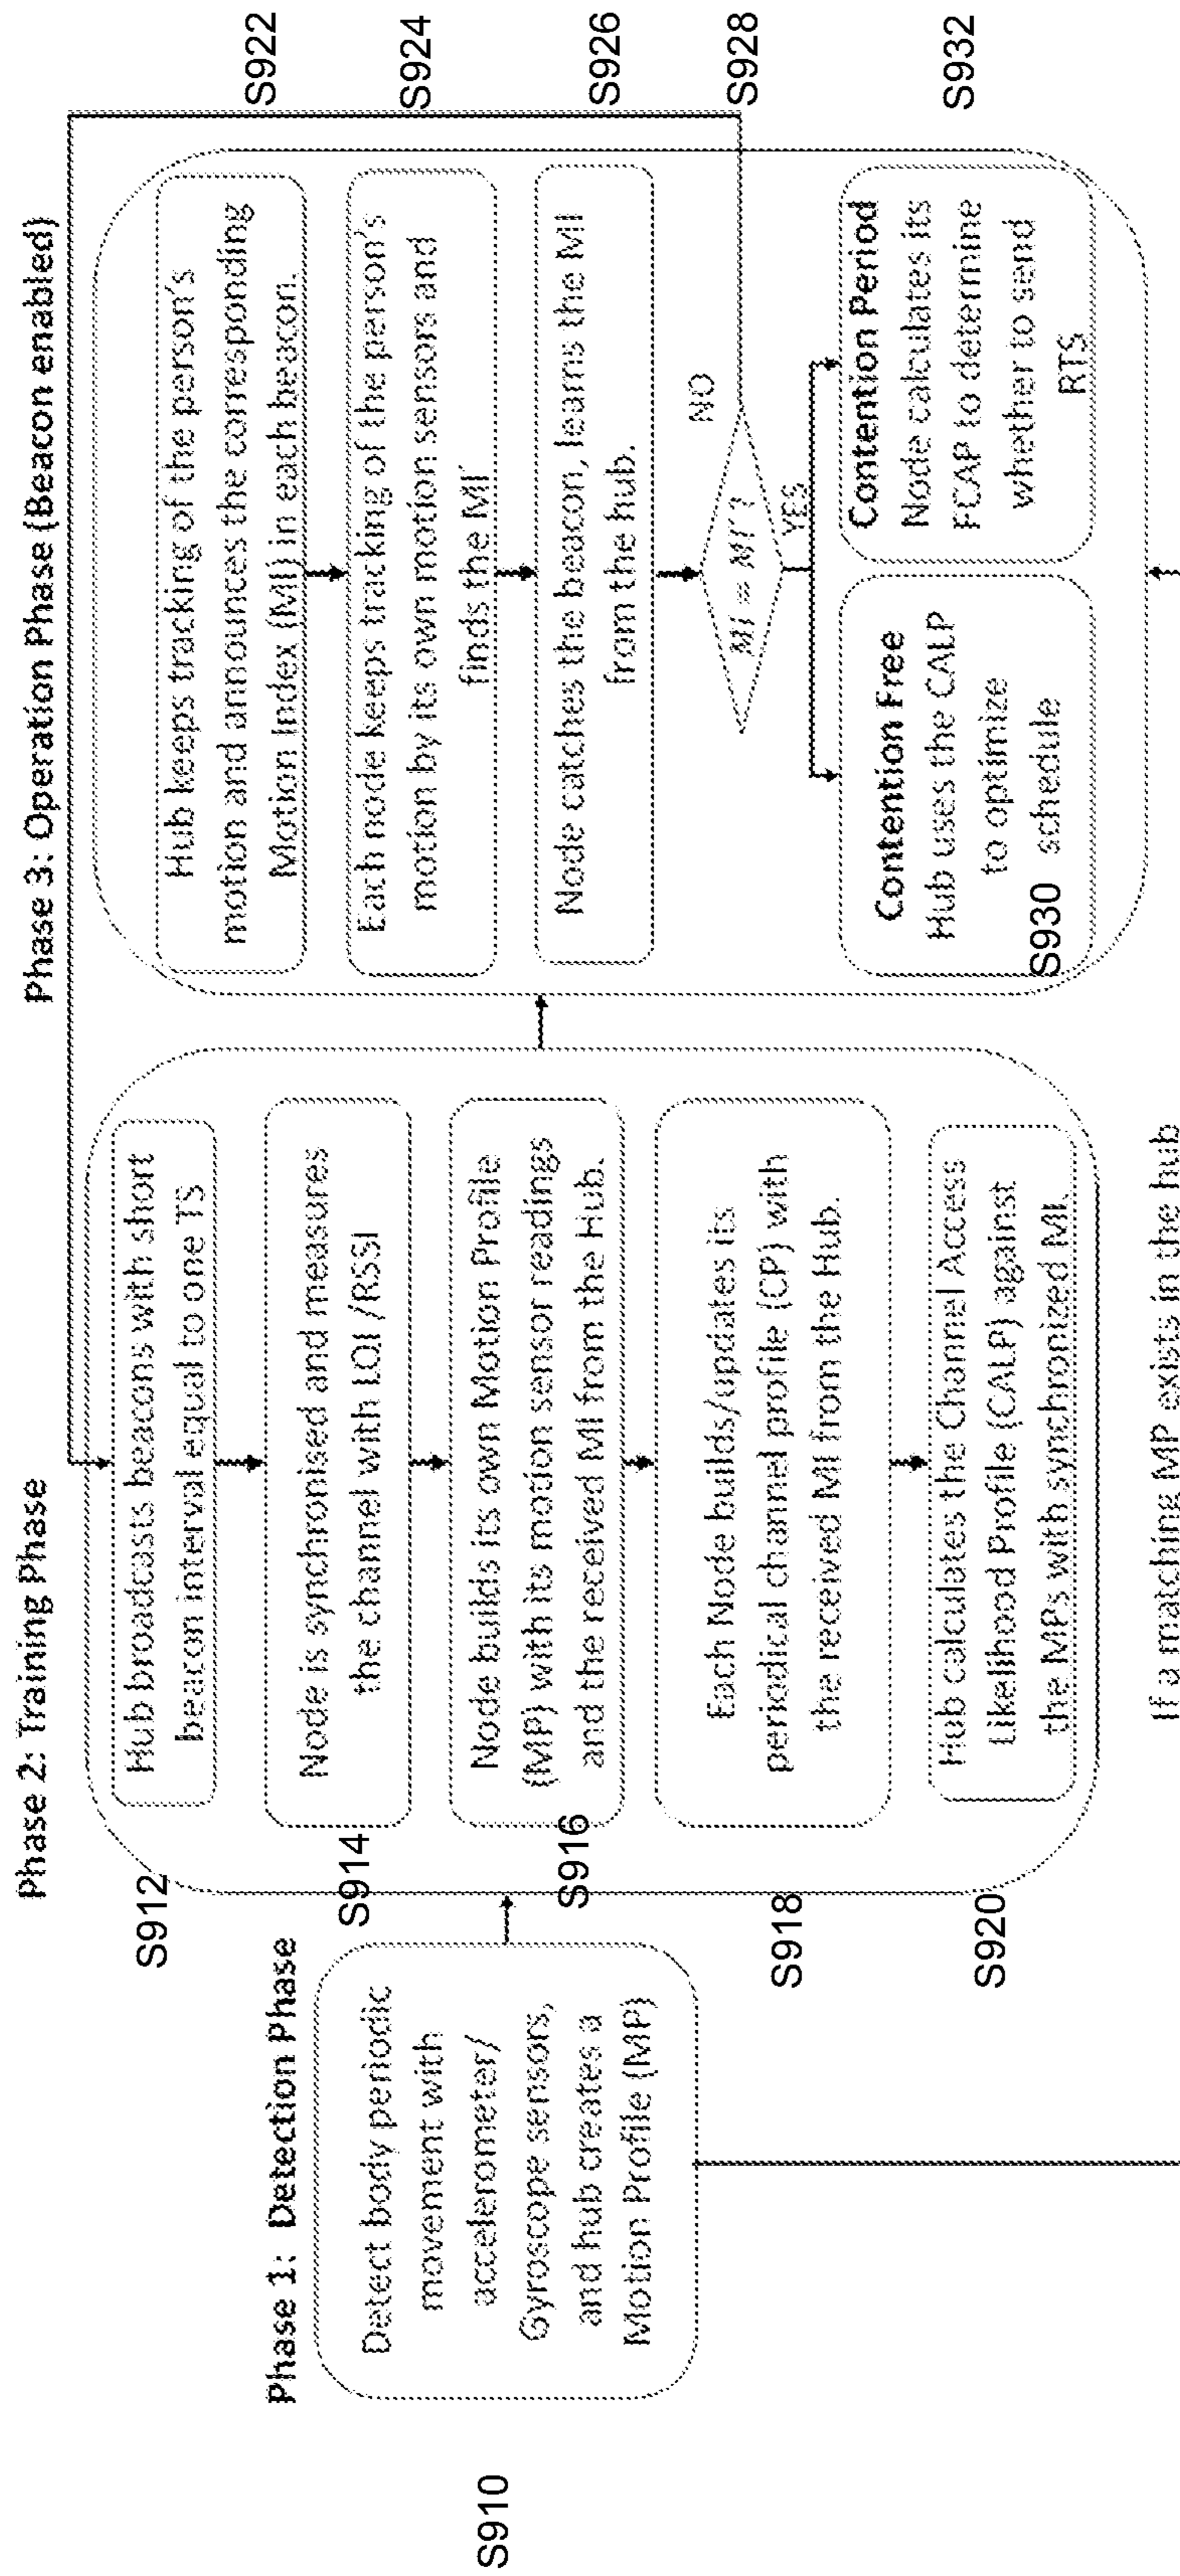 Phase 1: Detection Phase
S910
Detect body periodic
movement with
accelerometer/
Gyroscope sensors,
and hub creates a
Motion Profile (MP)
Phase 2: Training Phase
S912
Hub broadcasts beacons with short
beacon interval equal to one TS
S914
Node is synchronised and measures
the channel with LQI /RSSI
S916
Node builds its own Motion Profile
(MP) with its motion sensor readings
and the received MI from the Hub.
S918
Each Node builds/updates its
periodical channel profile (CP) with
the received MI from the Hub.
S920
Hub calculates the Channel Access
Likelihood Profile (CALP) against
the MPs with synchronized MI.
If a matching MP exists in the hub
Phase 3: Operation Phase (Beacon enabled)
Hub keeps tracking of the person's
motion and announces the corresponding
Motion Index (MI) in each beacon.
S922
Each node keeps tracking of the person's
motion by its own motion sensors and
finds the MI'
S924
Node catches the beacon, learns the MI
from the hub.
S926
MI = MI' ?
S928
NO
YES
Contention Free
Hub uses the CALP
to optimize
schedule
S930
Contention Period
Node calculates its
FCAP to determine
whether to send
RTS
S932